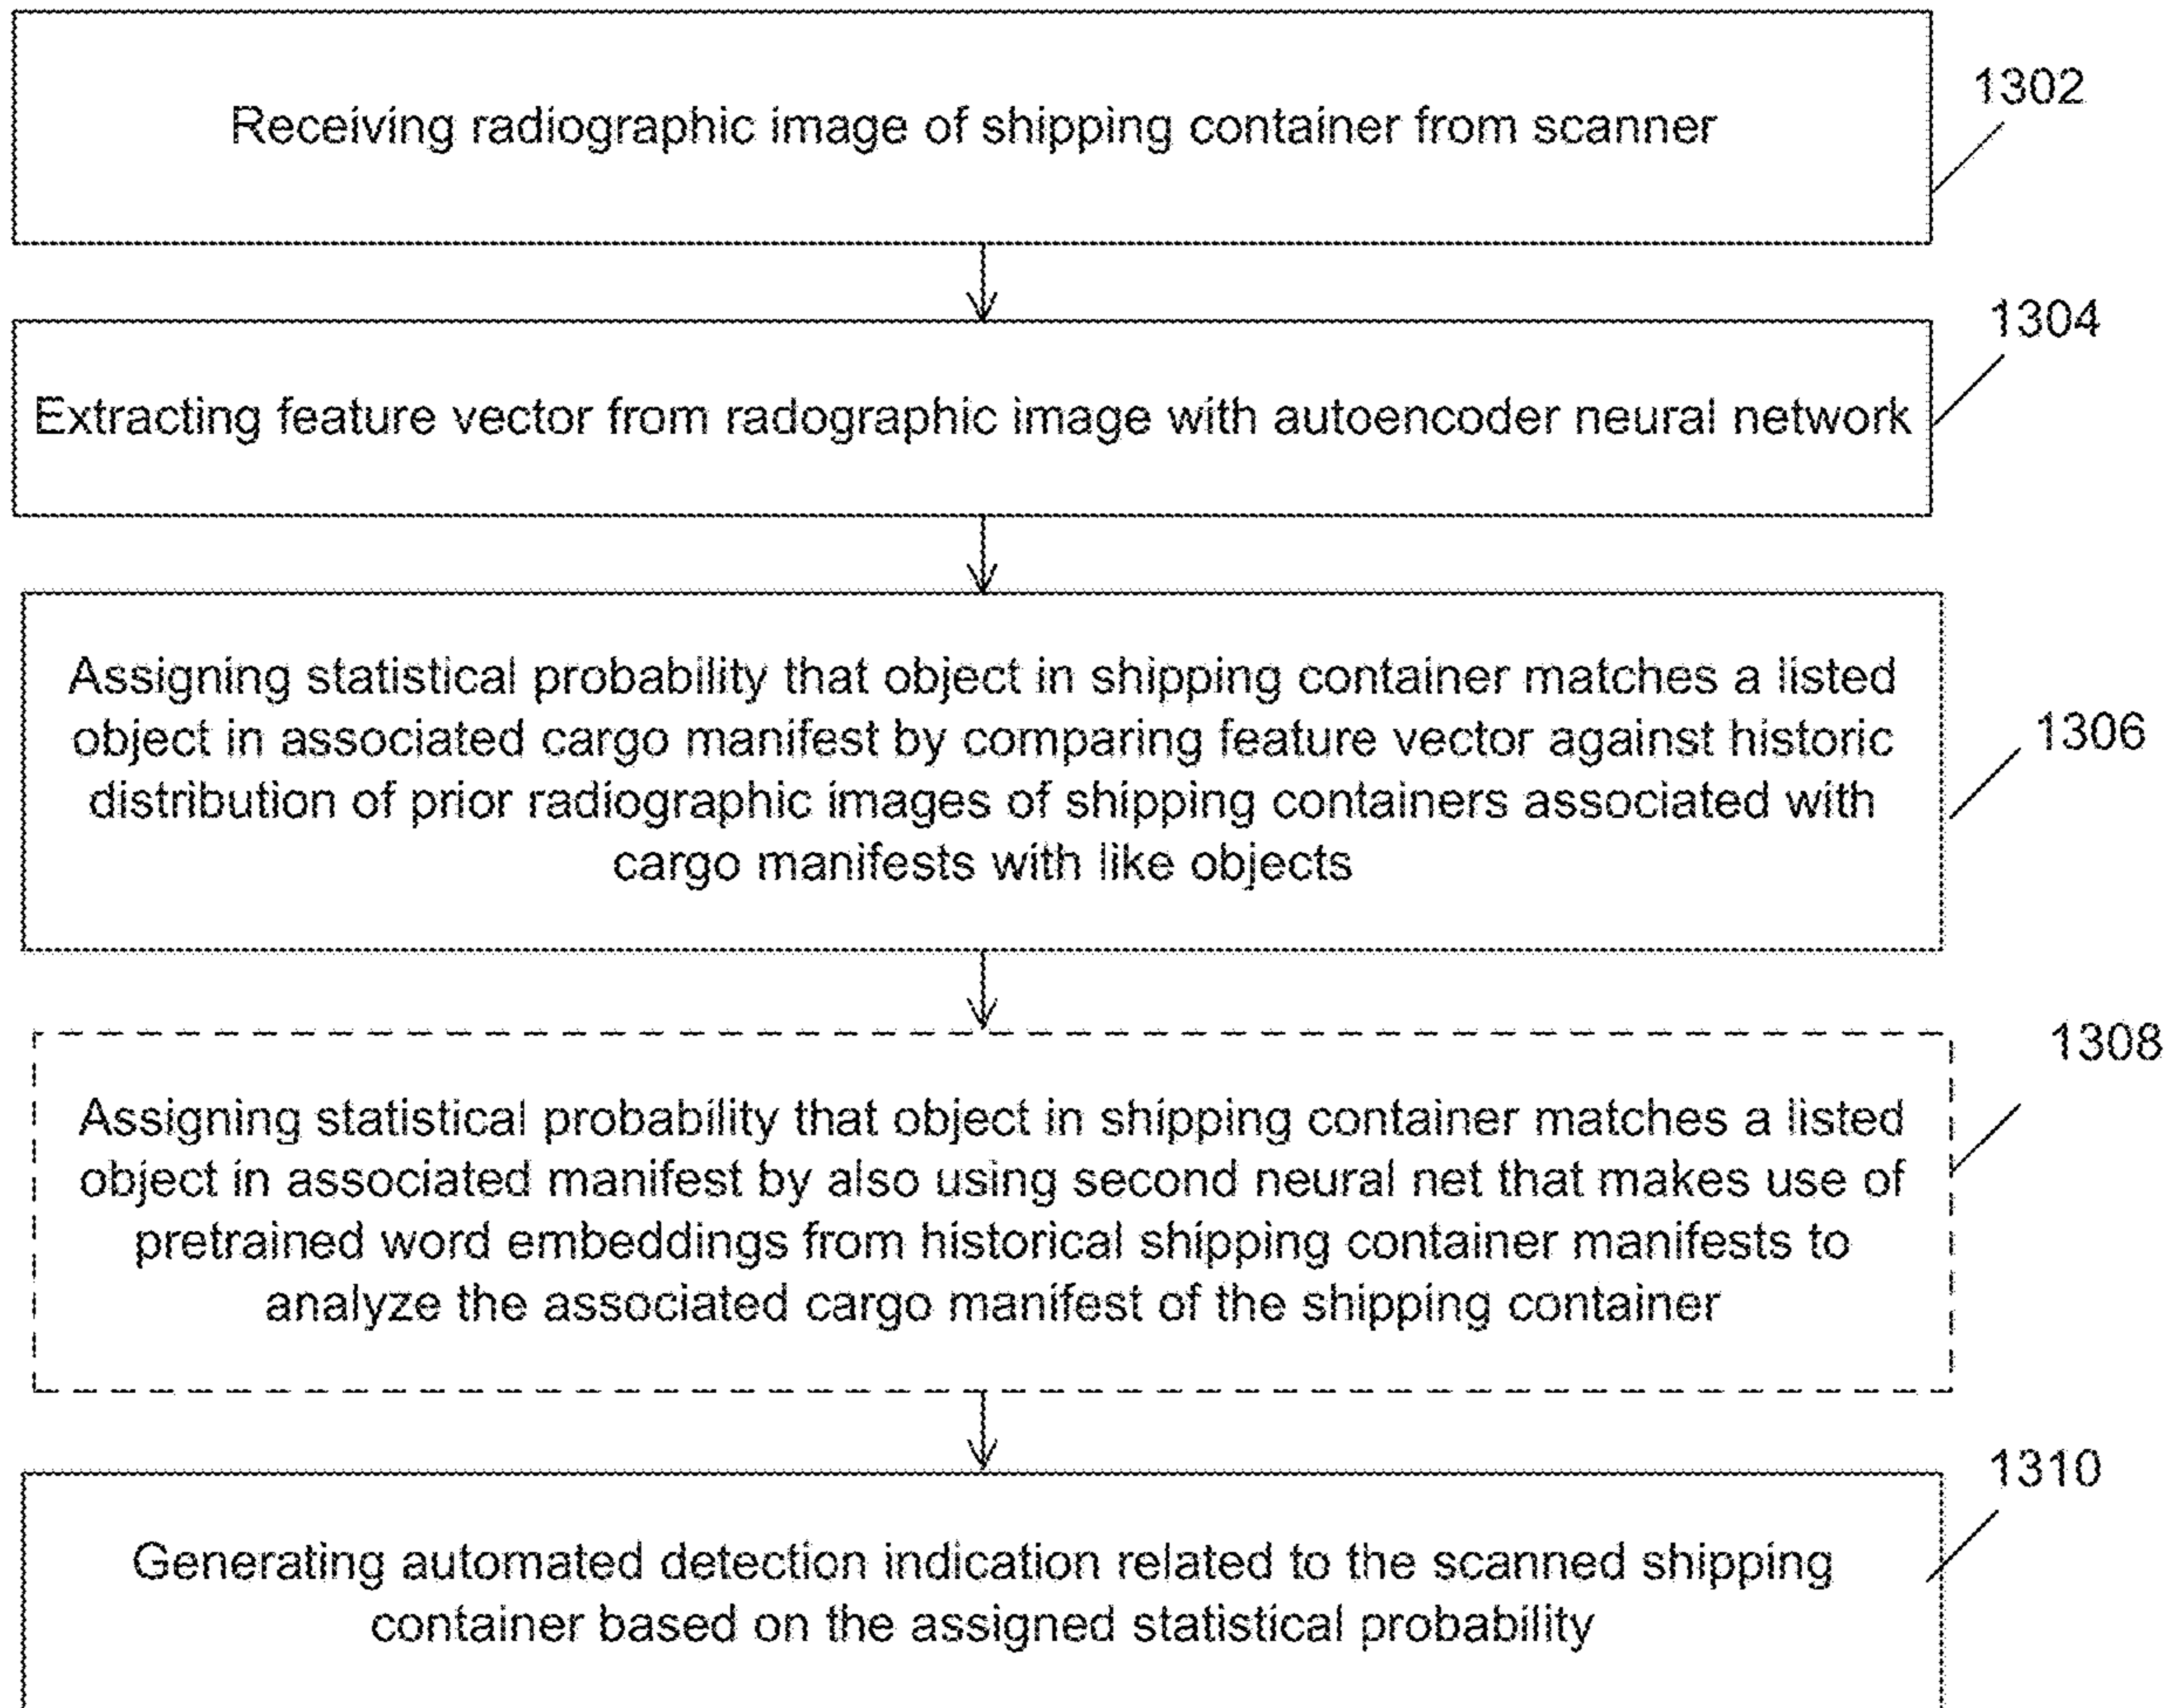 Receiving radiographic image of shipping container from scanner
1302
1304
Extracting feature vector from radographic image with autoencoder neural network
Assigning statistical probability that object in shipping container matches a listed
object in associated cargo manifest by comparing feature vector against historic
distribution of prior radiographic images of shipping containers associated with
cargo manifests with like objects
1306
1308
Assigning statistical probability that object in shipping container matches a listed
object in associated manifest by also using second neural net that makes use of
pretrained word embeddings from historical shipping container manifests to
analyze the associated cargo manifest of the shipping container
1310
Generating automated detection indication related to the scanned shipping
container based on the assigned statistical probability